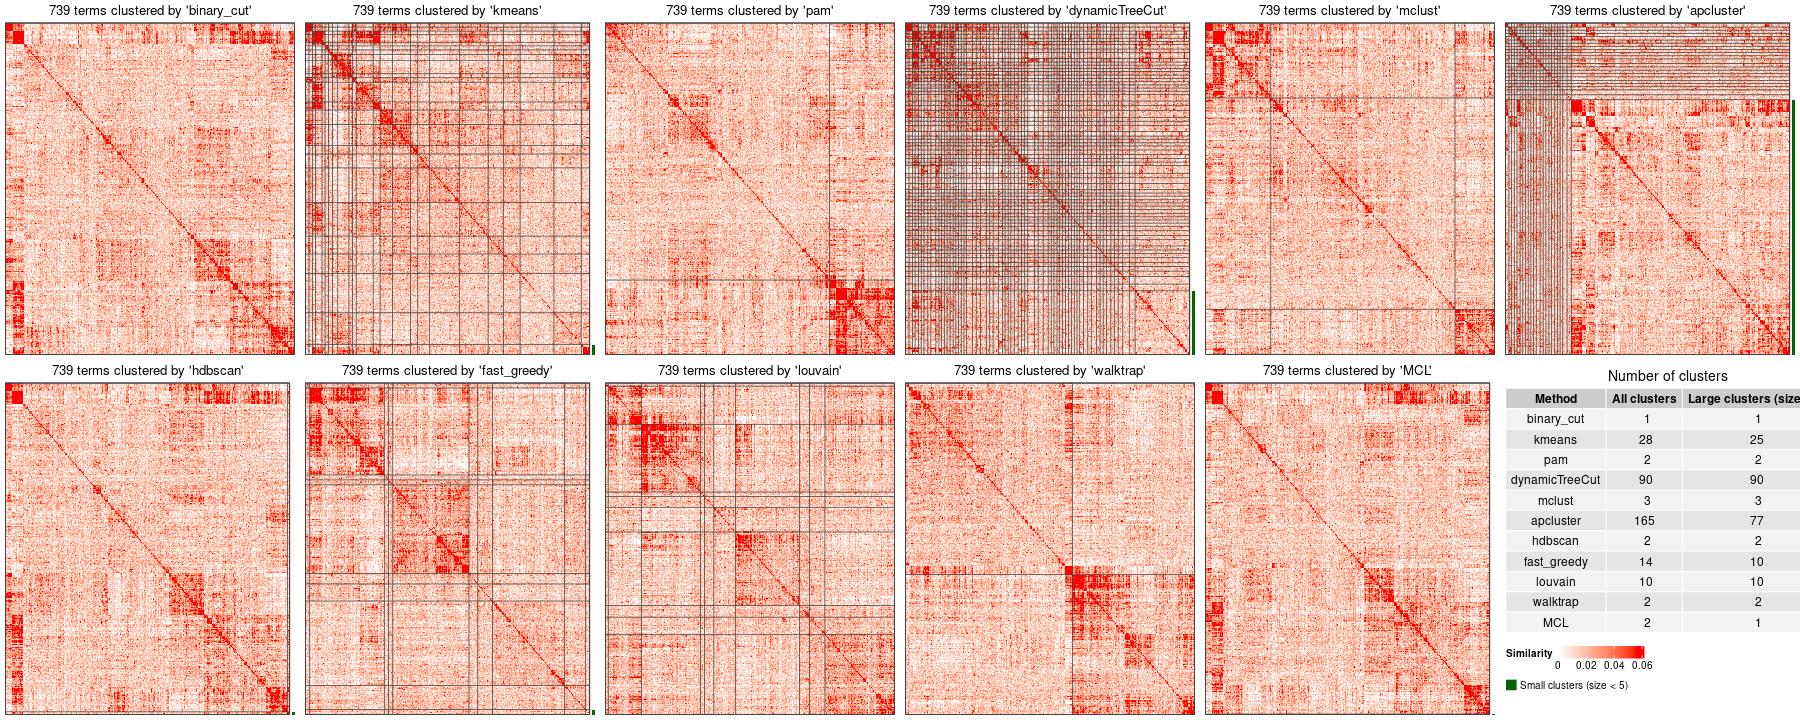 739 terms clustered by 'binary_cut'
739 terms clustered by 'kmeans'
739 terms clustered by 'pam'
739 terms clustered by 'dynamicTreeCut'
739 terms clustered by 'mclust'
739 terms clustered by 'apcluster'
739 terms clustered by 'hdbscan'
739 terms clustered by 'fast_greedy'
739 terms clustered by 'louvain'
739 terms clustered by 'walktrap'
739 terms clustered by 'MCL'
Number of clusters
Method All clusters Large clusters (size
binary_cut 1 1
kmeans 28 25
pam 2 2
dynamicTreeCut 90 90
mclust 3 3
apcluster 165 77
hdbscan 2 2
fast_greedy 14 10
louvain 10 10
walktrap 2 2
MCL 2 1
Similarity
0 0.02 0.04 0.06
Small clusters (size < 5)